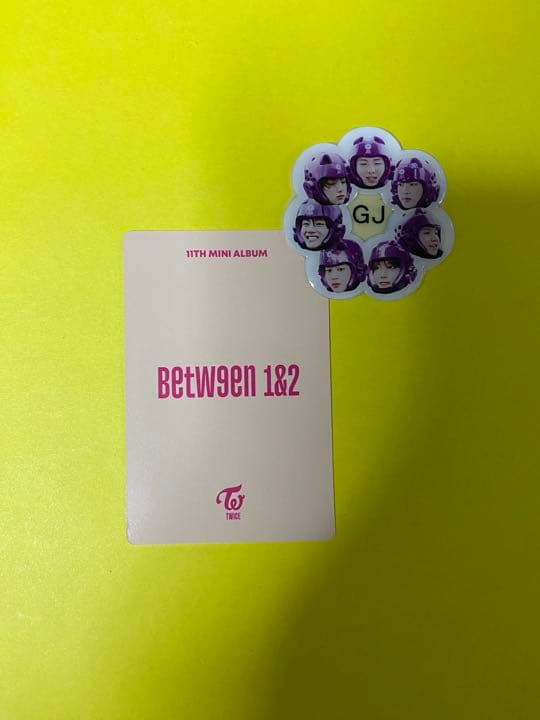 GJ
11TH MINI ALBUM
BetW9en 1&2
TWICE